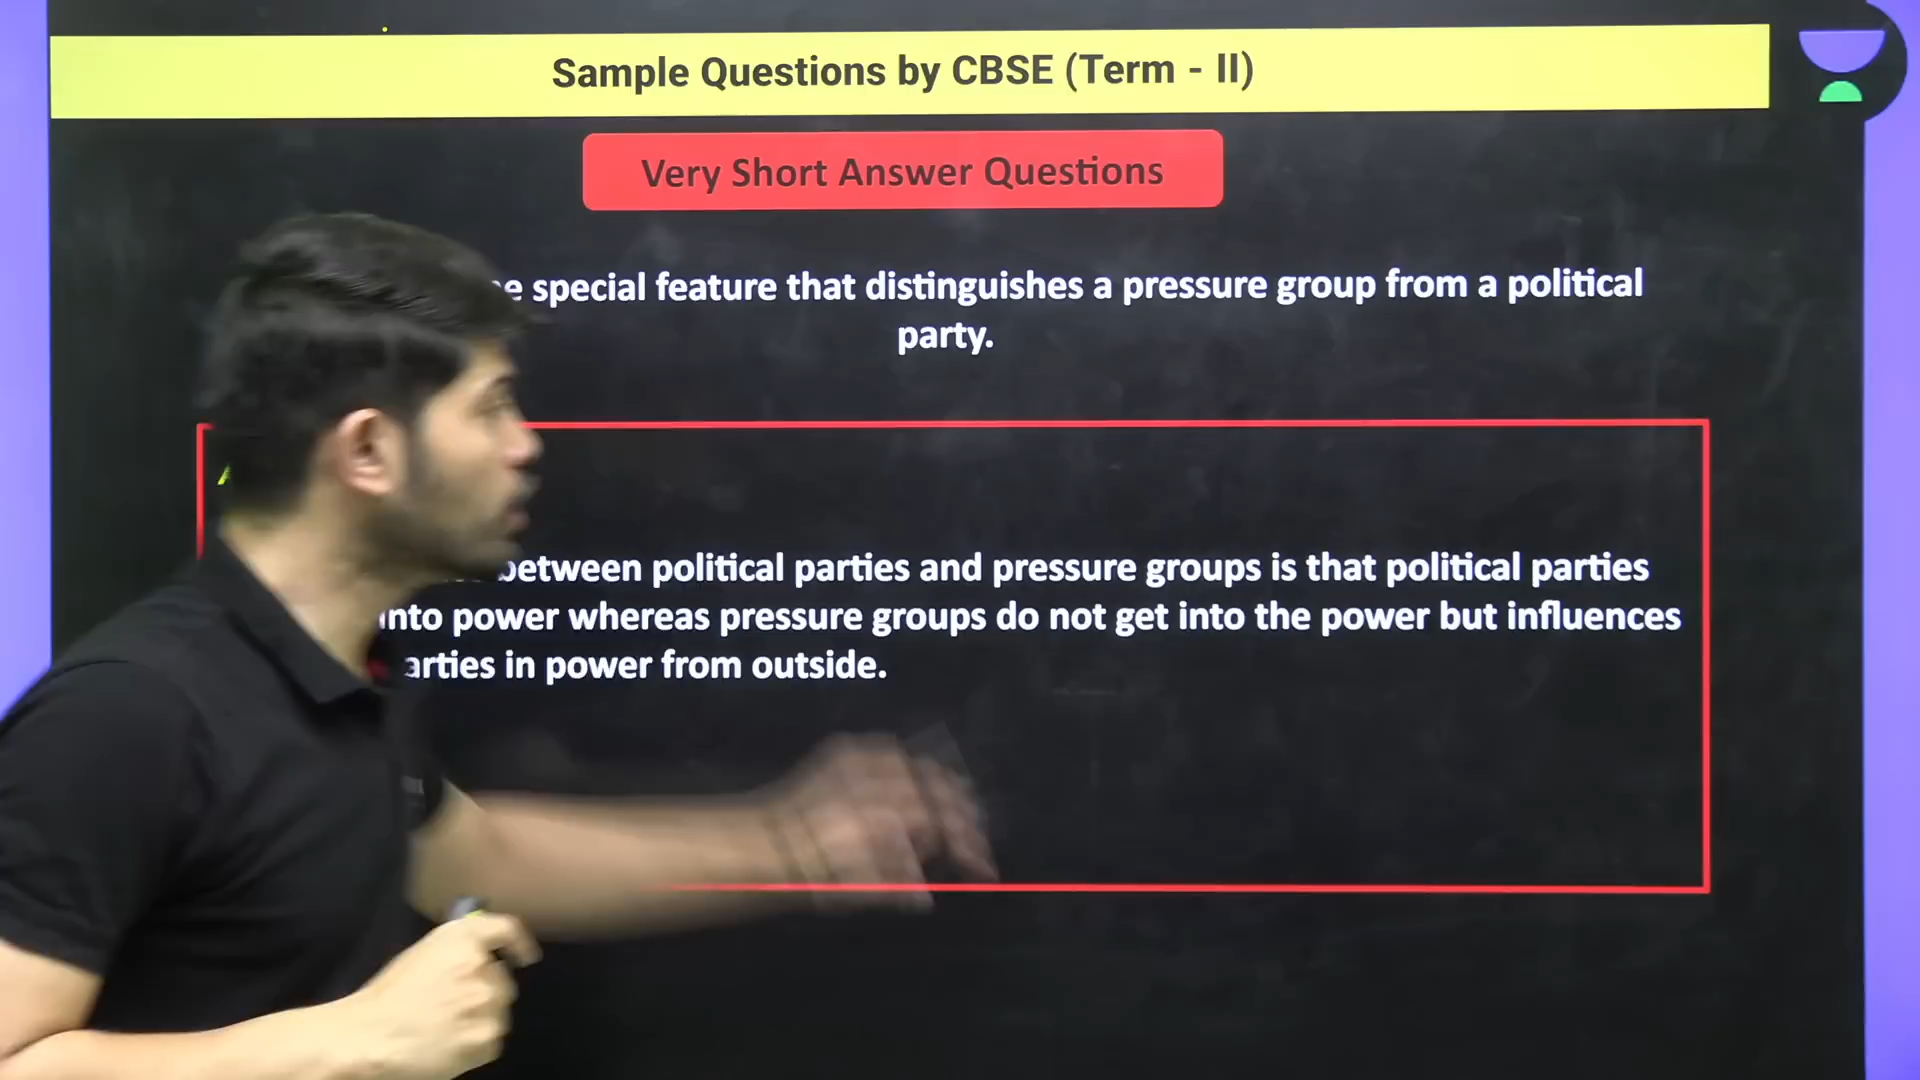 Sample Questions by CBSE (Term - II)
Very Short Answer Questions
special feature that distinguishes a pressure group from a political
party.
between political parties and pressure groups is that political parties
into power whereas pressure groups do not get into the power but influences
in power from outside.